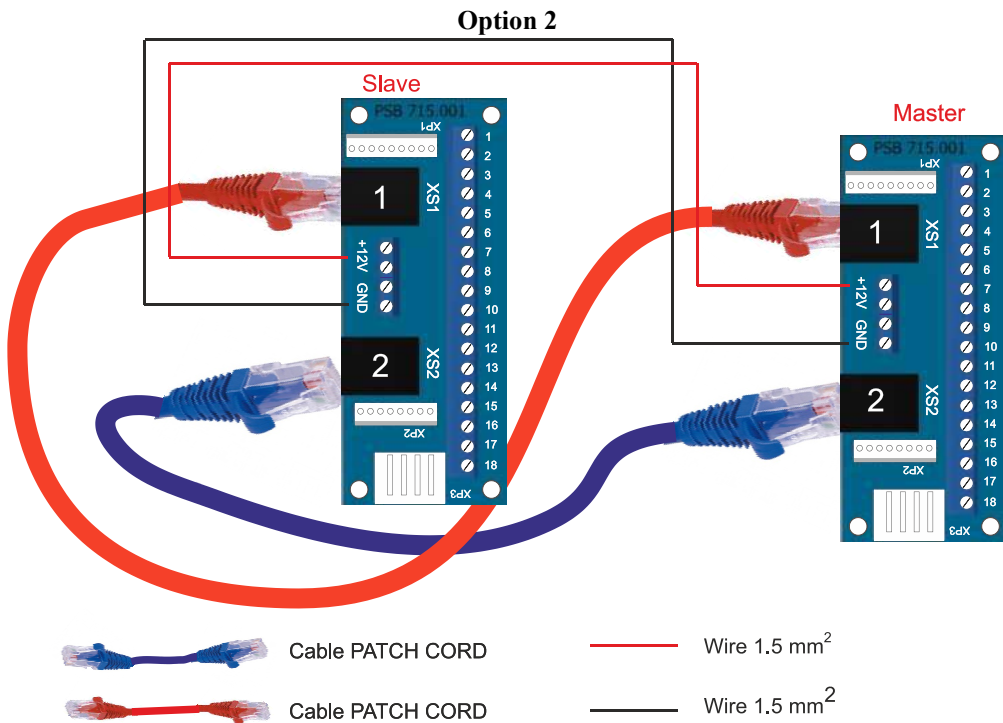 Option 2
Slave
PSB 715.001
XP1
1
XS1
+12V
GND
2
XS2
XP2
XP3
1
2
3
4
5
6
7
8
9
10
11
12
13
14
15
16
17
18
Master
PSB 715.001
XP1
1
XS1
+12V
GND
2
XS2
XP2
XP3
1
2
3
4
5
6
7
8
9
10
11
12
13
14
15
16
17
18
Cable PATCH CORD
Wire 1.5 mm²
Cable PATCH CORD
Wire 1.5 mm²